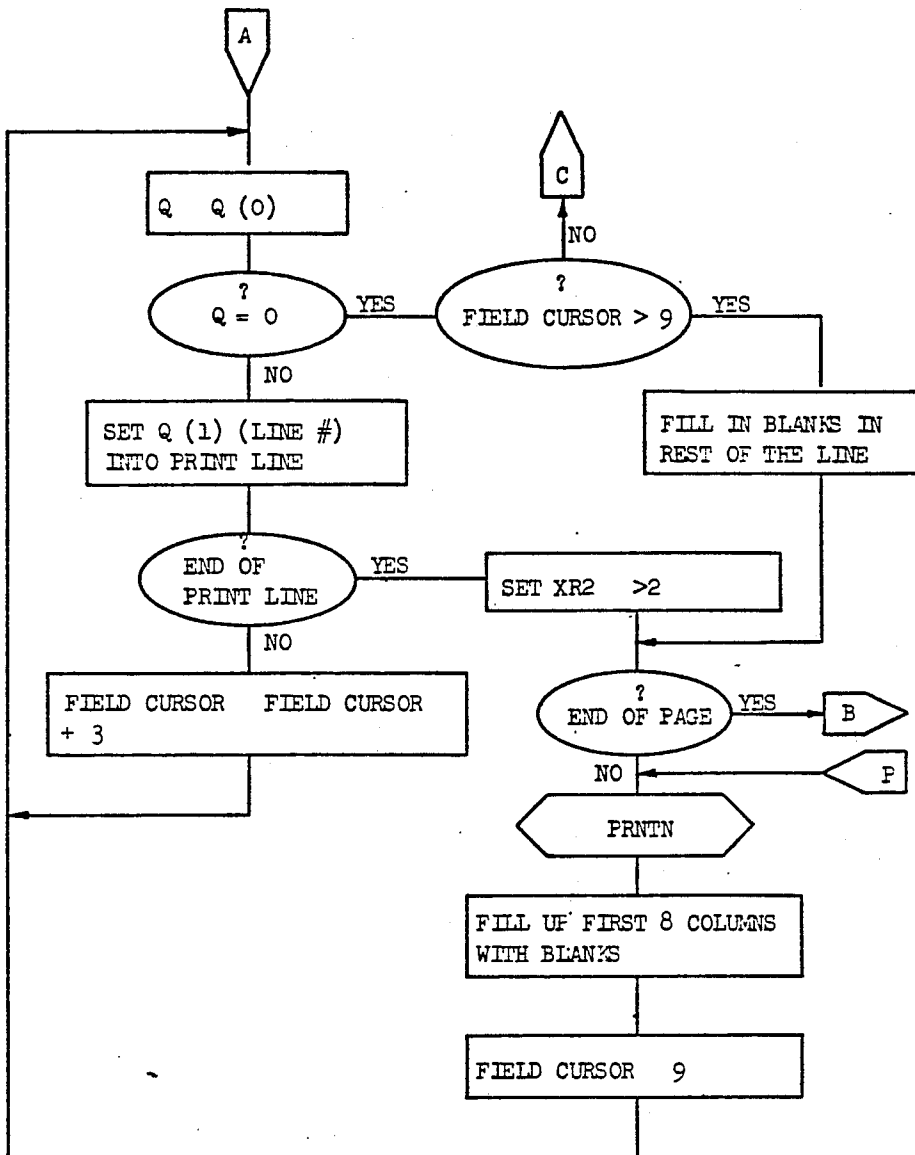 A
C
NO
Q Q (0)
?
Q = 0
YES
?
FIELD CURSOR > 9
YES
NO
SET Q (1) (LINE #)
INTO PRINT LINE
FILL IN BLANKS IN
REST OF THE LINE
?
END OF
PRINT LINE
YES
SET XR2 >2
NO
FIELD CURSOR FIELD CURSOR
+ 3
?
END OF PAGE
YES
B
NO
P
PRNTN
FILL UP FIRST 8 COLUMNS
WITH BLANKS
FIELD CURSOR 9